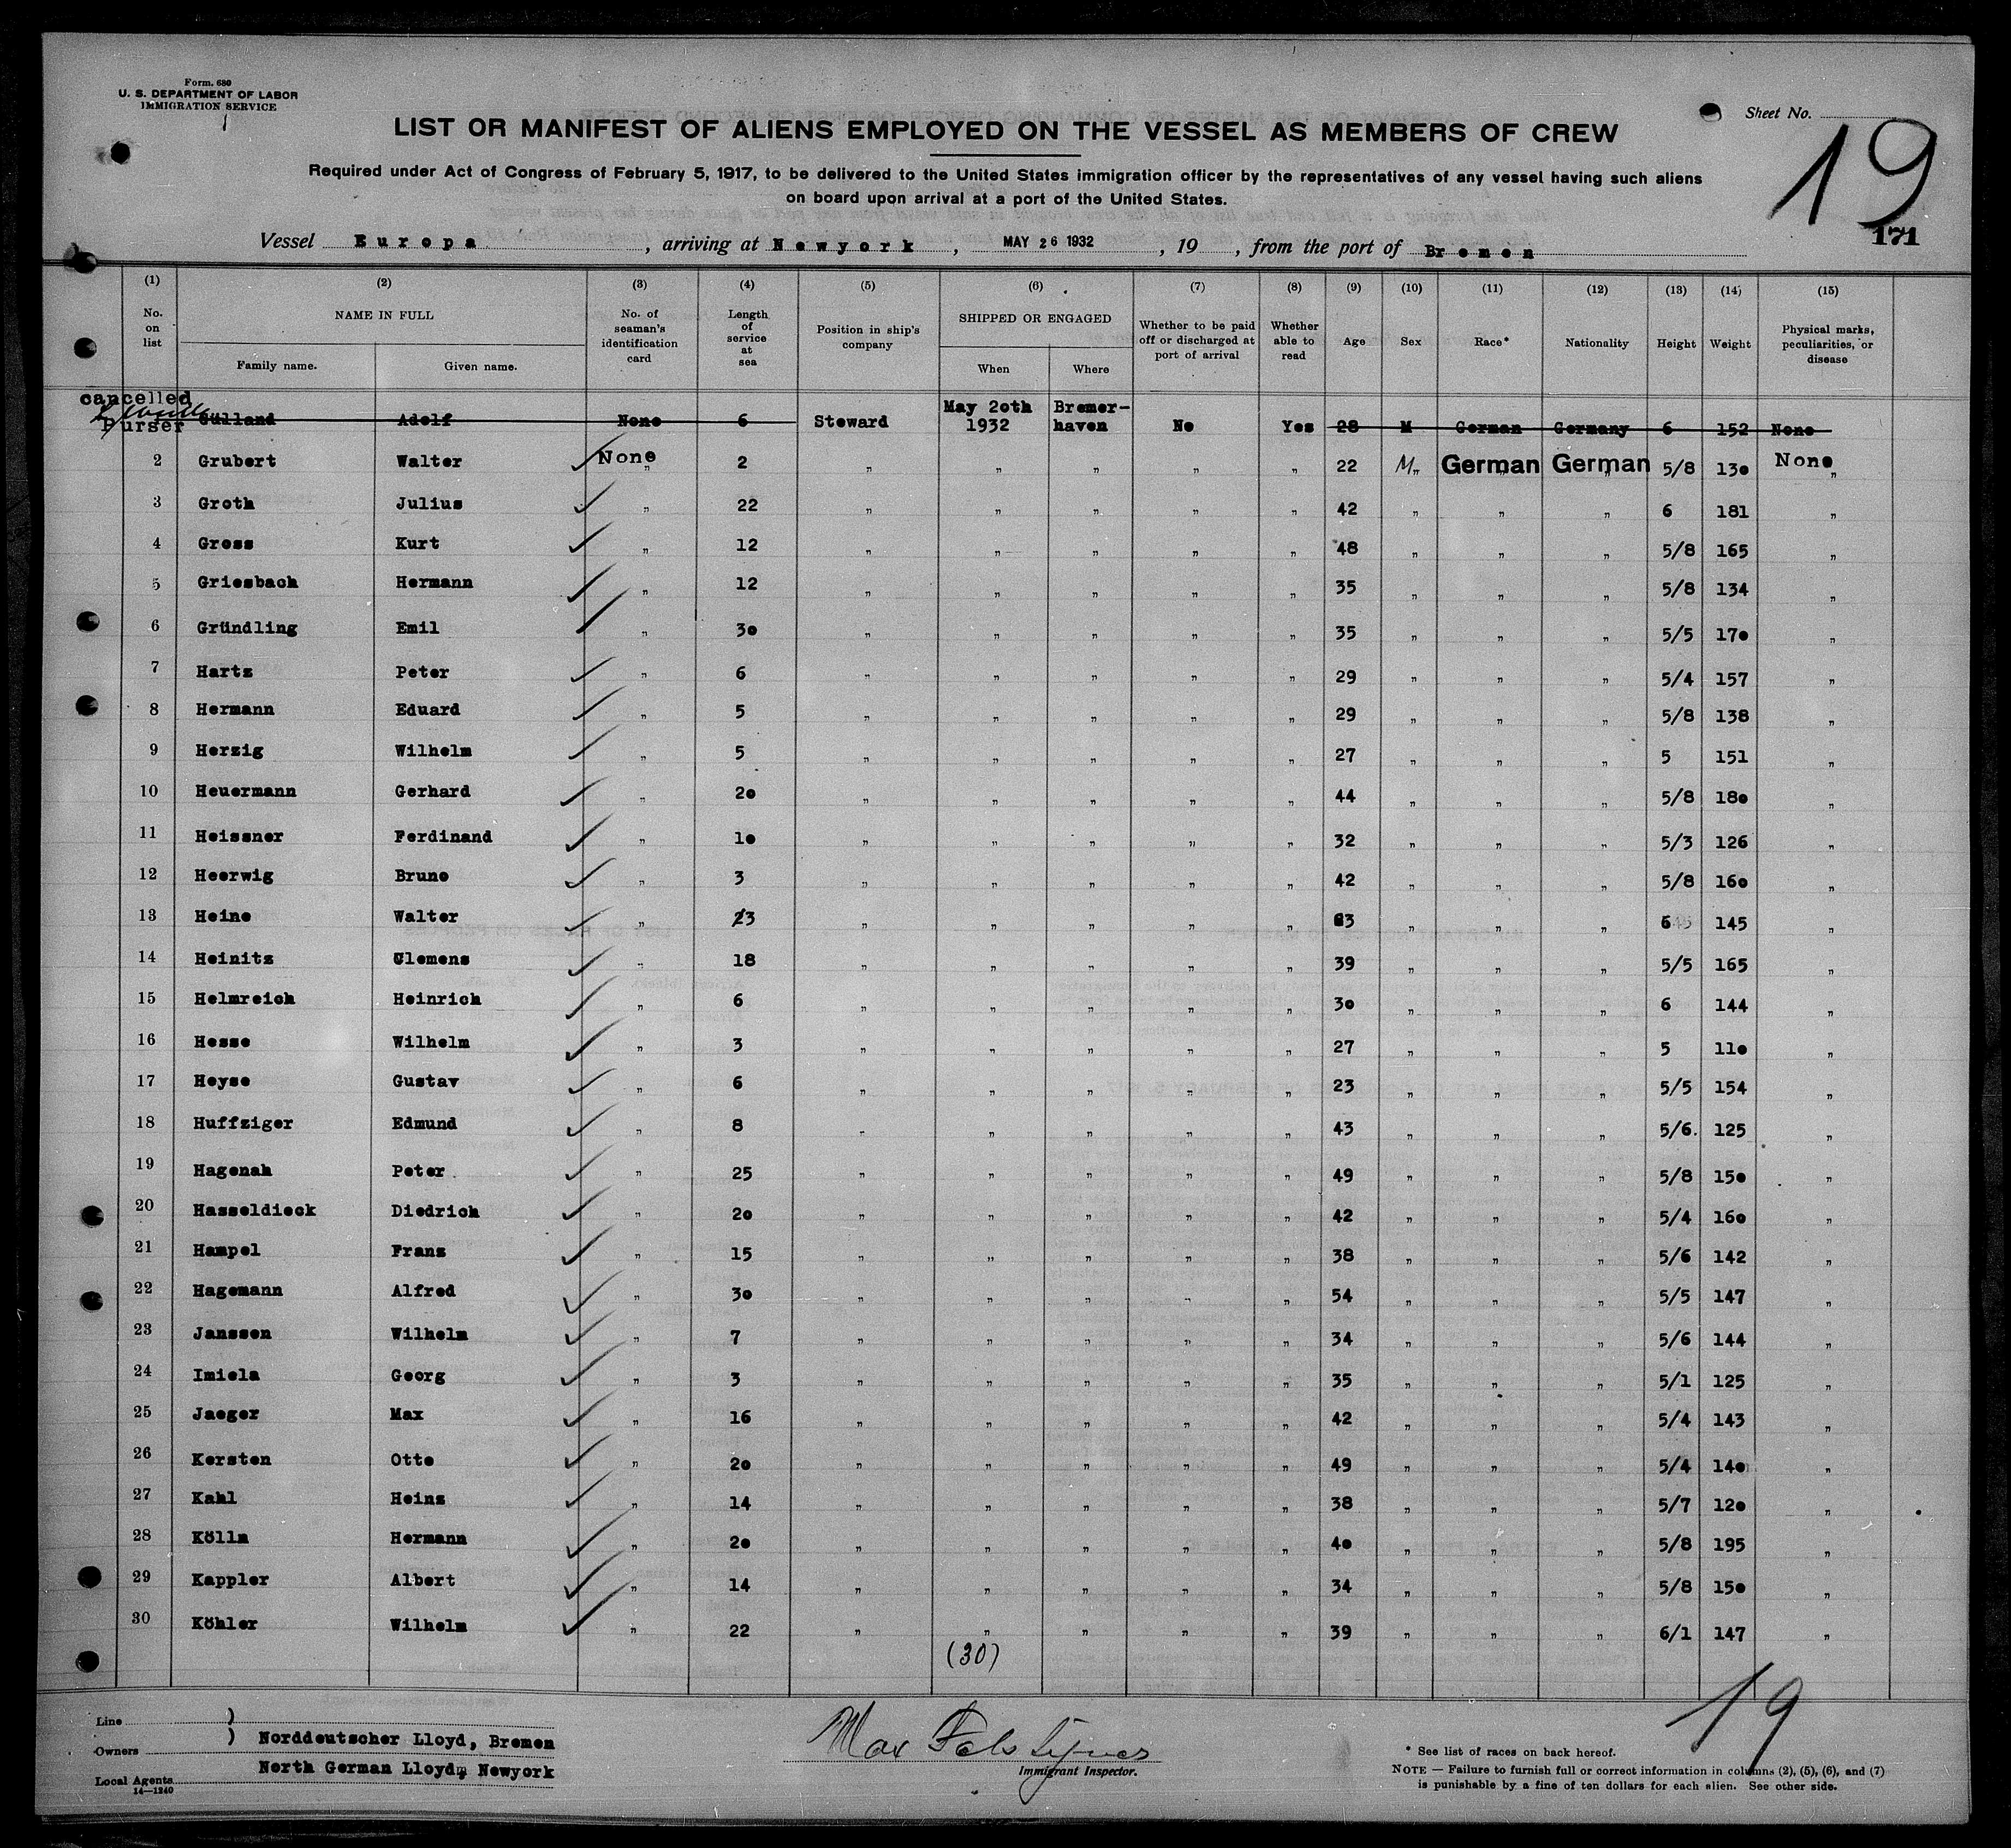 Form. 680
U. S. DEPARTMENT OF LABOR
IMMIGRATION SERVICE
Sheet No. 19
171
LIST OR MANIFEST OF ALIENS EMPLOYED ON THE VESSEL AS MEMBERS OF CREW
Required under Act of Congress of February 5, 1917, to be delivered to the United States immigration officer by the representatives of any vessel having such aliens
on board upon arrival at a port of the United States.
Vessel Europa, arriving at Newyork, MAY 26 1932, 19 , from the port of Bremen
(1) (2) (3) (4) (5) (6) (7) (8) (9) (10) (11) (12) (13) (14) (15)
No. on list NAME IN FULL Family name. Given name. No. of seaman's identification card Length of service at sea Position in ship's company SHIPPED OR ENGAGED When Where Whether to be paid off or discharged at port of arrival Whether able to read Age Sex Race* Nationality Height Weight Physical marks, peculiarities, or disease
cancelled
Purser Gülland Adolf None 6 Steward May 20th 1932 Bremer-haven No Yes 28 M German Germany 6 152 None
2 Grubert Walter None „ 2 „ „ „ „ „ 22 M„ German German 5/8 130 None „
3 Groth Julius „ 22 „ „ „ „ „ 42 „ „ „ 6 181 „
4 Gross Kurt „ 12 „ „ „ „ „ 48 „ „ „ 5/8 165 „
5 Griesbach Hermann „ 12 „ „ „ „ „ 35 „ „ „ 5/8 134 „
6 Gründling Emil „ 30 „ „ „ „ „ 35 „ „ „ 5/5 170 „
7 Hartz Peter „ 6 „ „ „ „ „ 29 „ „ „ 5/4 157 „
8 Hermann Eduard „ 5 „ „ „ „ „ 29 „ „ „ 5/8 138 „
9 Herzig Wilhelm „ 5 „ „ „ „ „ 27 „ „ „ 5 151 „
10 Heuermann Gerhard „ 20 „ „ „ „ „ 44 „ „ „ 5/8 180 „
11 Heissner Ferdinand „ 10 „ „ „ „ „ 32 „ „ „ 5/3 126 „
12 Heerwig Bruno „ 3 „ „ „ „ „ 42 „ „ „ 5/8 160 „
13 Heine Walter „ 23 „ „ „ „ „ 63 „ „ „ 6 145 „
14 Heinitz Clemens „ 18 „ „ „ „ „ 39 „ „ „ 5/5 165 „
15 Helmreich Heinrich „ 6 „ „ „ „ „ 30 „ „ „ 6 144 „
16 Hesse Wilhelm „ 3 „ „ „ „ „ 27 „ „ „ 5 110 „
17 Heyse Gustav „ 6 „ „ „ „ „ 23 „ „ „ 5/5 154 „
18 Huffziger Edmund „ 8 „ „ „ „ „ 43 „ „ „ 5/6. 125 „
19 Hagenah Peter „ 25 „ „ „ „ „ 49 „ „ „ 5/8 150 „
20 Hasseldieck Diedrich „ 20 „ „ „ „ „ 42 „ „ „ 5/4 160 „
21 Hampel Franz „ 15 „ „ „ „ „ 38 „ „ „ 5/6 142 „
22 Hagemann Alfred „ 30 „ „ „ „ „ 54 „ „ „ 5/5 147 „
23 Janssen Wilhelm „ 7 „ „ „ „ „ 34 „ „ „ 5/6 144 „
24 Imiela Georg „ 3 „ „ „ „ „ 35 „ „ „ 5/1 125 „
25 Jaeger Max „ 16 „ „ „ „ „ 42 „ „ „ 5/4 143 „
26 Kersten Otto „ 20 „ „ „ „ „ 49 „ „ „ 5/4 140 „
27 Kahl Heinz „ 14 „ „ „ „ „ 38 „ „ „ 5/7 120 „
28 Kölln Hermann „ 20 „ „ „ „ „ 40 „ „ „ 5/8 195 „
29 Kappler Albert „ 14 „ „ „ „ „ 34 „ „ „ 5/8 150 „
30 Köhler Wilhelm „ 22 „ „ „ „ „ 39 „ „ „ 6/1 147 „
(30)
19
Line )
Owners ) Norddeutscher Lloyd, Bremen
Local Agents North German Lloyd, Newyork
14—1240
Max
Immigrant Inspector.
* See list of races on back hereof.
NOTE — Failure to furnish full or correct information in columns (2), (5), (6), and (7)
is punishable by a fine of ten dollars for each alien. See other side.